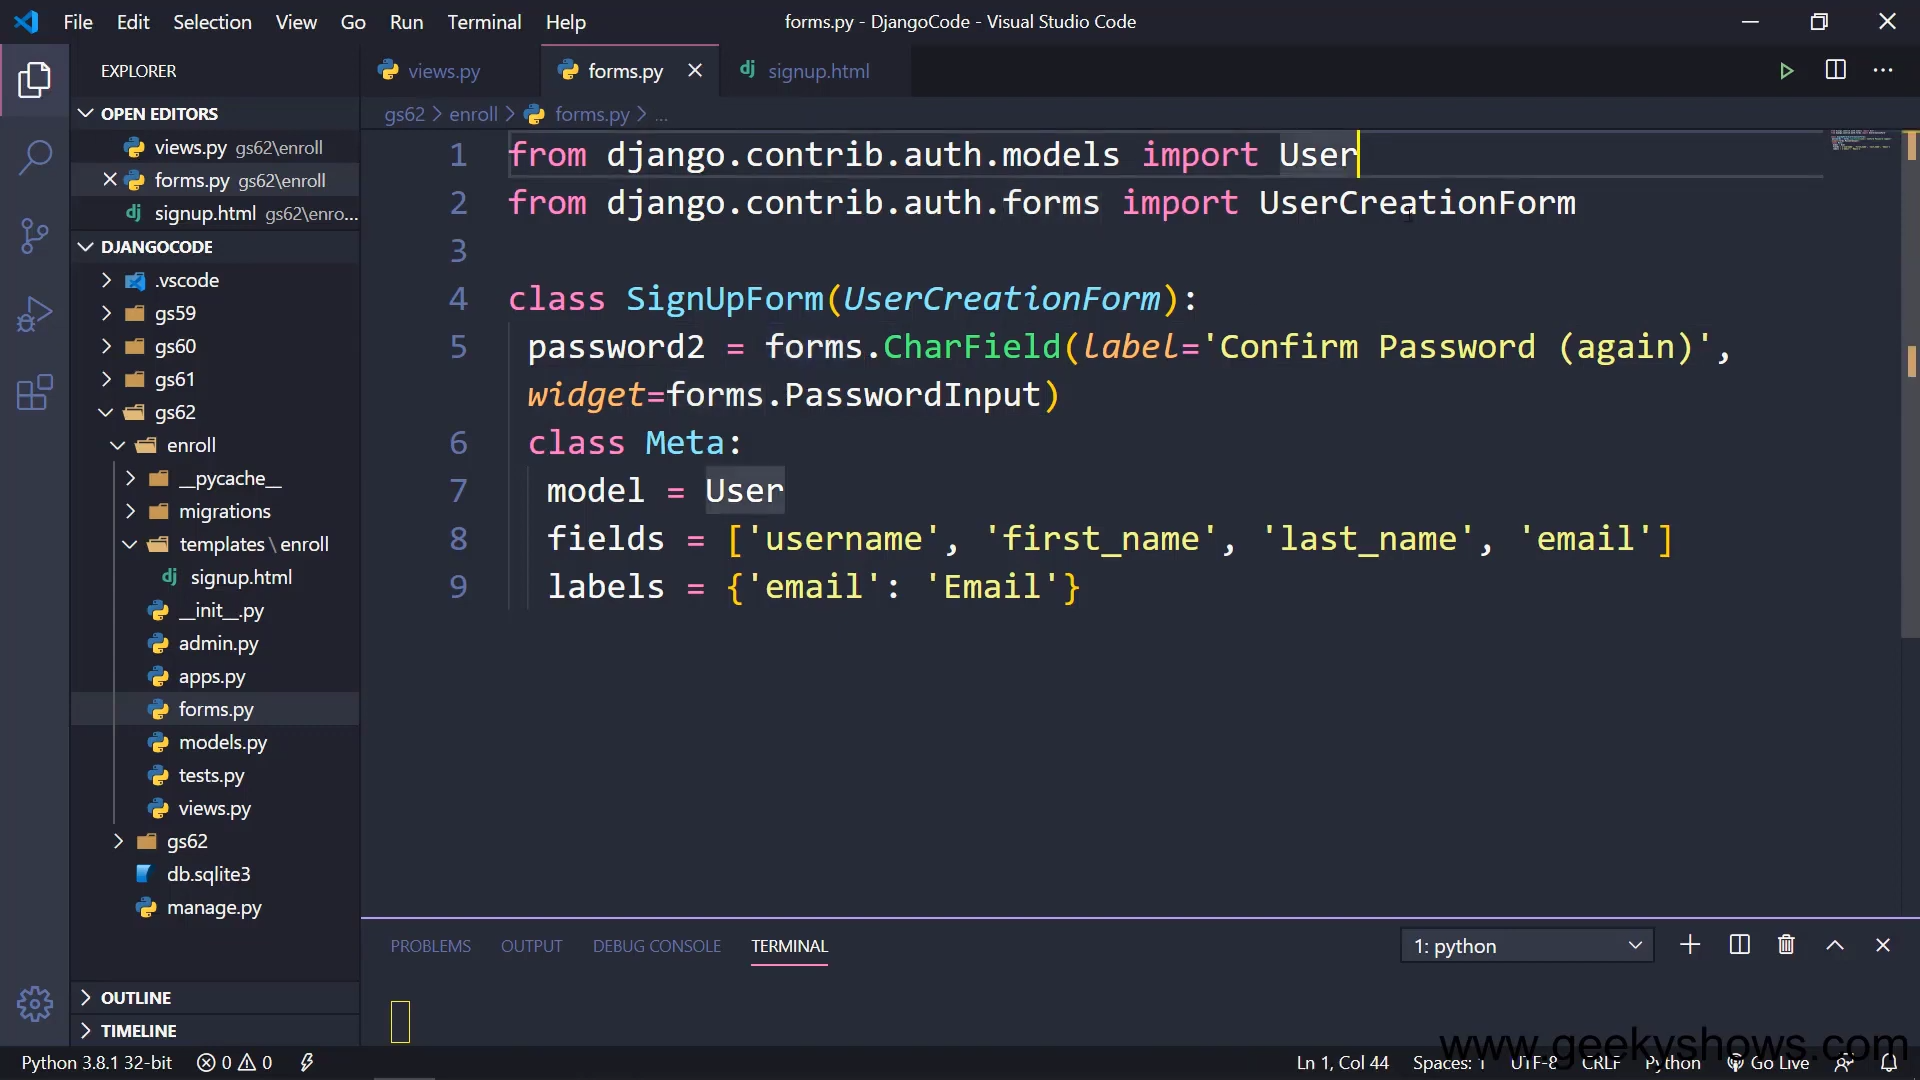 File Edit Selection View Go Run Terminal Help
forms.py - DjangoCode - Visual Studio Code
EXPLORER
views.py
forms.py
signup.html
OPEN EDITORS
gs62 > enroll > forms.py > ...
views.py gs62\enroll
forms.py gs62\enroll
signup.html gs62\enro...
DJANGOCODE
.vscode
gs59
gs60
gs61
gs62
enroll
__pycache__
migrations
templates \ enroll
signup.html
__init__.py
admin.py
apps.py
forms.py
models.py
tests.py
views.py
gs62
db.sqlite3
manage.py
OUTLINE
TIMELINE
1 from django.contrib.auth.models import User
2 from django.contrib.auth.forms import UserCreationForm
3
4 class SignUpForm(UserCreationForm):
5 password2 = forms.CharField(label='Confirm Password (again)',
widget=forms.PasswordInput)
6 class Meta:
7 model = User
8 fields = ['username', 'first_name', 'last_name', 'email']
9 labels = {'email': 'Email'}
PROBLEMS OUTPUT DEBUG CONSOLE TERMINAL
1: python
www.geekyshows.com
Python 3.8.1 32-bit 0 0
Ln 1, Col 44 Spaces: 1 UTF-8 CRLF Python Go Live